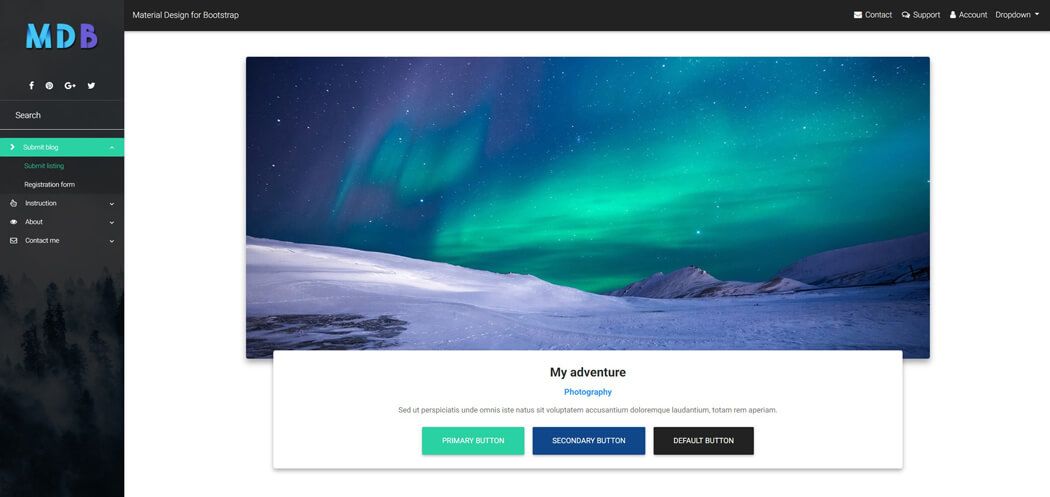 MDB
Material Design for Bootstrap
Contact
Support
Account
Dropdown
Search
Submit blog
Submit listing
Registration form
Instruction
About
Contact me
My adventure
Photography
Sed ut perspiciatis unde omnis iste natus sit voluptatem accusantium doloremque laudantium, totam rem aperiam.
PRIMARY BUTTON
SECONDARY BUTTON
DEFAULT BUTTON